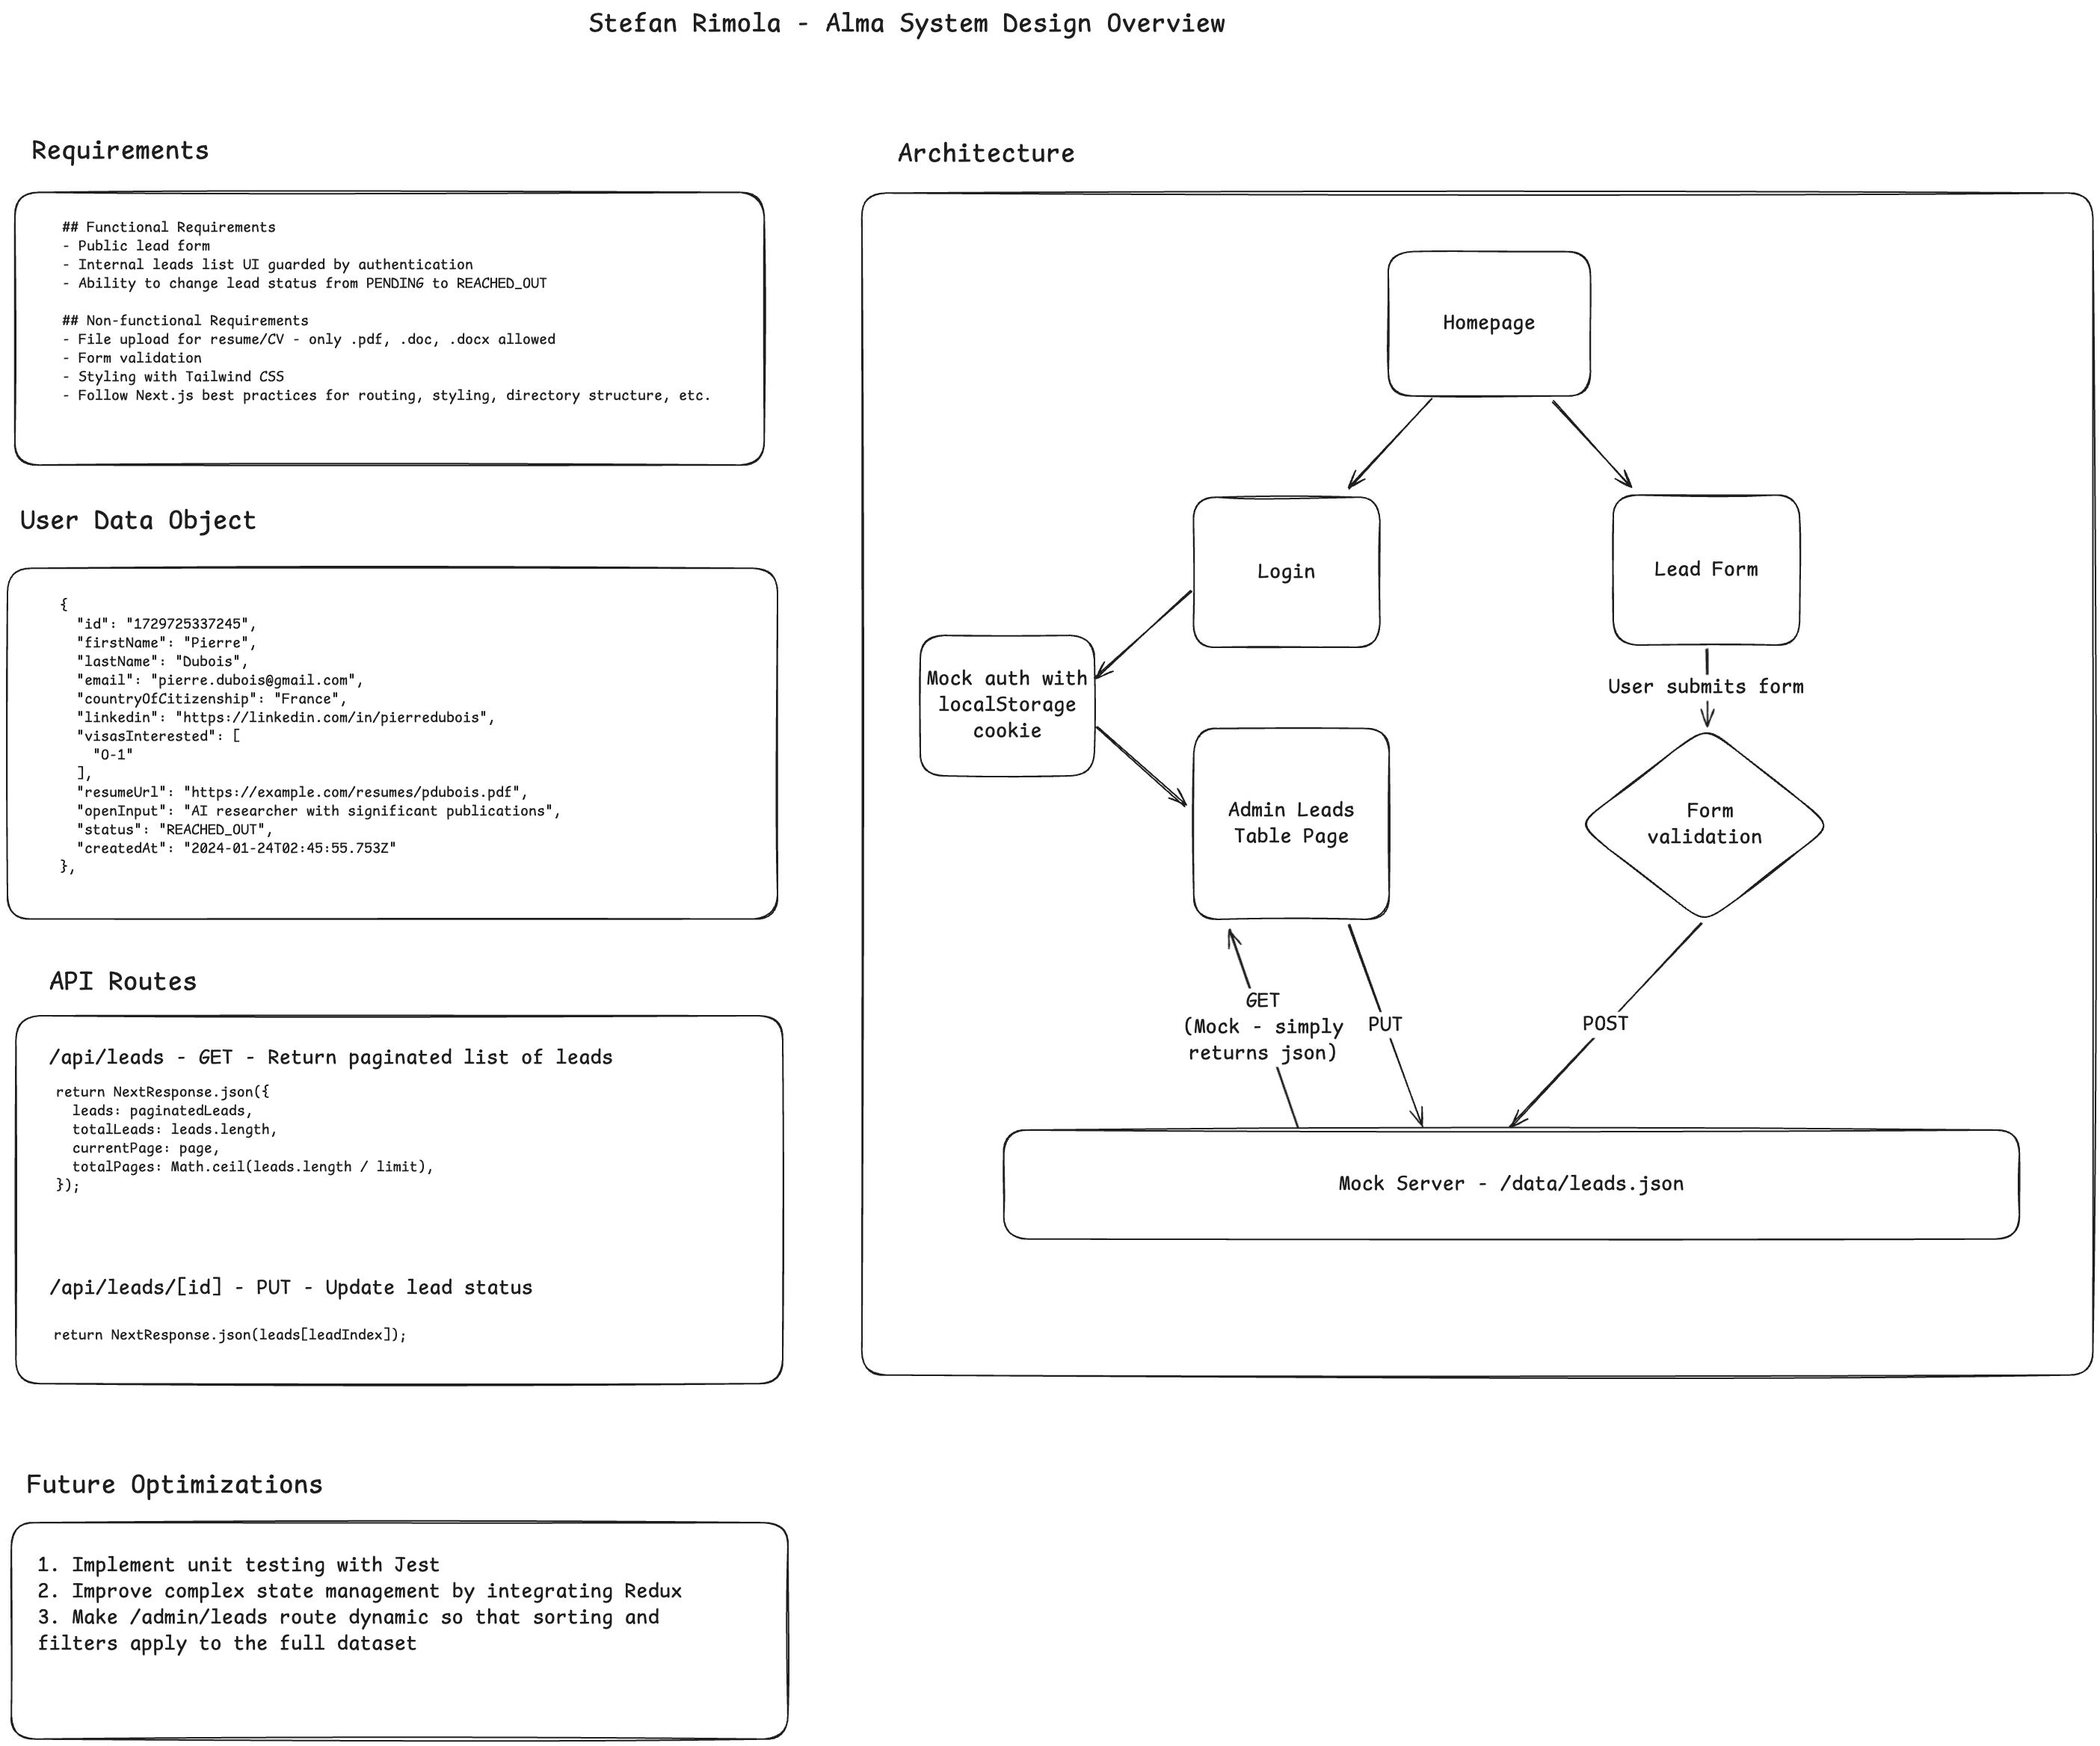 Stefan Rimola - Alma System Design Overview
Requirements
## Functional Requirements
- Public lead form
- Internal leads list UI guarded by authentication
- Ability to change lead status from PENDING to REACHED_OUT
## Non-functional Requirements
- File upload for resume/CV - only .pdf, .doc, .docx allowed
- Form validation
- Styling with Tailwind CSS
- Follow Next.js best practices for routing, styling, directory structure, etc.
User Data Object
{
"id": "1729725337245",
"firstName": "Pierre",
"lastName": "Dubois",
"email": "pierre.dubois@gmail.com",
"countryOfCitizenship": "France",
"linkedin": "https://linkedin.com/in/pierredubois",
"visasInterested": [
"O-1"
],
"resumeUrl": "https://example.com/resumes/pdubois.pdf",
"openInput": "AI researcher with significant publications",
"status": "REACHED_OUT",
"createdAt": "2024-01-24T02:45:55.753Z"
},
API Routes
/api/leads - GET - Return paginated list of leads
return NextResponse.json({
leads: paginatedLeads,
totalLeads: leads.length,
currentPage: page,
totalPages: Math.ceil(leads.length / limit),
});
/api/leads/[id] - PUT - Update lead status
return NextResponse.json(leads[leadIndex]);
Future Optimizations
1. Implement unit testing with Jest
2. Improve complex state management by integrating Redux
3. Make /admin/leads route dynamic so that sorting and
filters apply to the full dataset
Architecture
Homepage
Login
Lead Form
Mock auth with
localStorage
cookie
User submits form
Admin Leads
Table Page
Form
validation
GET
(Mock - simply
returns json)
PUT
POST
Mock Server - /data/leads.json